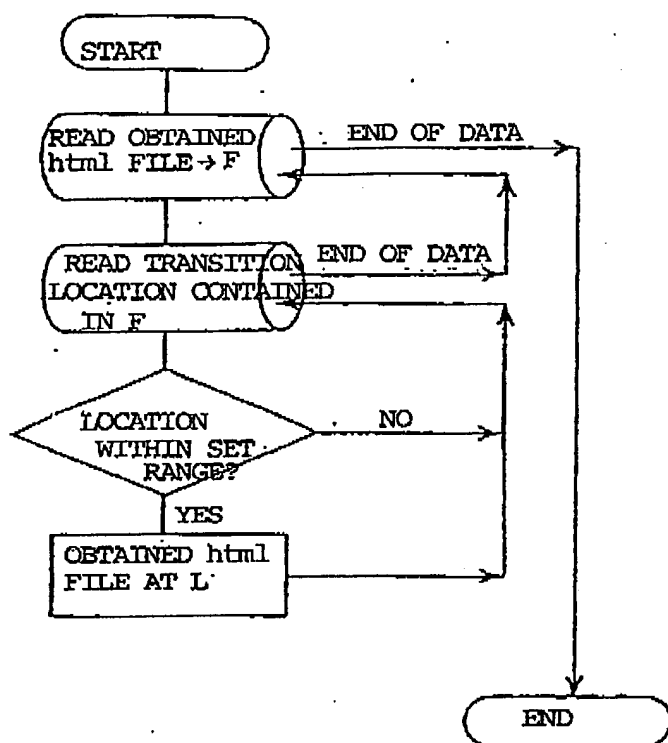 START
READ OBTAINED
html FILE → F
END OF DATA
READ TRANSITION
LOCATION CONTAINED
IN F
END OF DATA
LOCATION
WITHIN SET
RANGE?
NO
YES
OBTAINED html
FILE AT L
END